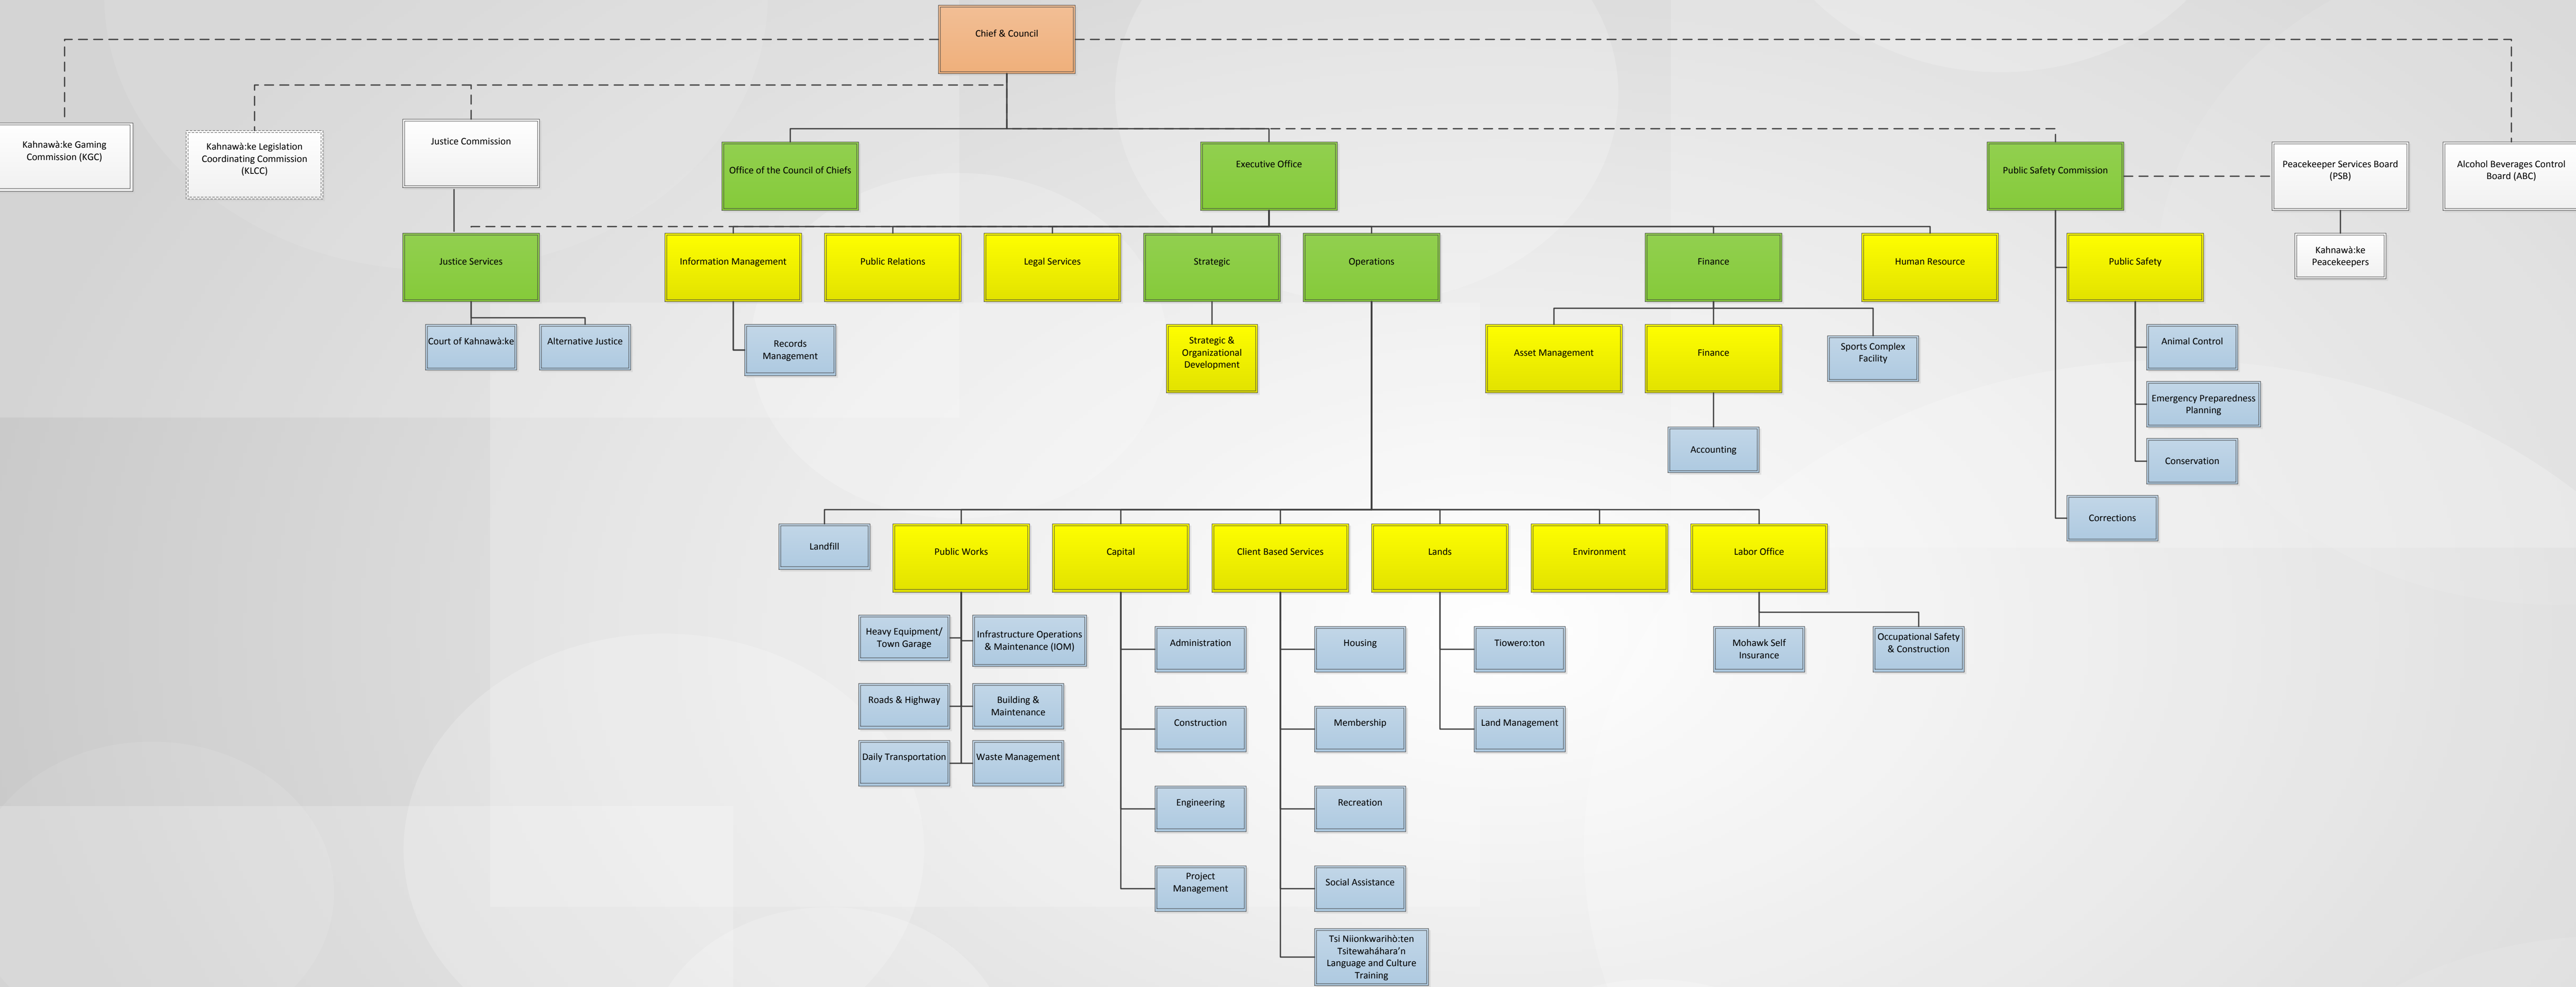 Chief & Council
Kahnawà:ke Gaming
Commission (KGC)
Kahnawà:ke Legislation
Coordinating Commission
(KLCC)
Justice Commission
Office of the Council of Chiefs
Executive Office
Public Safety Commission
Peacekeeper Services Board
(PSB)
Alcohol Beverages Control
Board (ABC)
Justice Services
Information Management
Public Relations
Legal Services
Strategic
Operations
Finance
Human Resource
Public Safety
Kahnawà:ke
Peacekeepers
Court of Kahnawà:ke
Alternative Justice
Records
Management
Strategic &
Organizational
Development
Asset Management
Finance
Sports Complex
Facility
Animal Control
Emergency Preparedness
Planning
Accounting
Conservation
Corrections
Landfill
Public Works
Capital
Client Based Services
Lands
Environment
Labor Office
Heavy Equipment/
Town Garage
Infrastructure Operations
& Maintenance (IOM)
Administration
Housing
Tiowero:ton
Mohawk Self
Insurance
Occupational Safety
& Construction
Roads & Highway
Building &
Maintenance
Construction
Membership
Land Management
Daily Transportation
Waste Management
Engineering
Recreation
Project
Management
Social Assistance
Tsi Niionkwarihò:ten
Tsitewaháhara'n
Language and Culture
Training